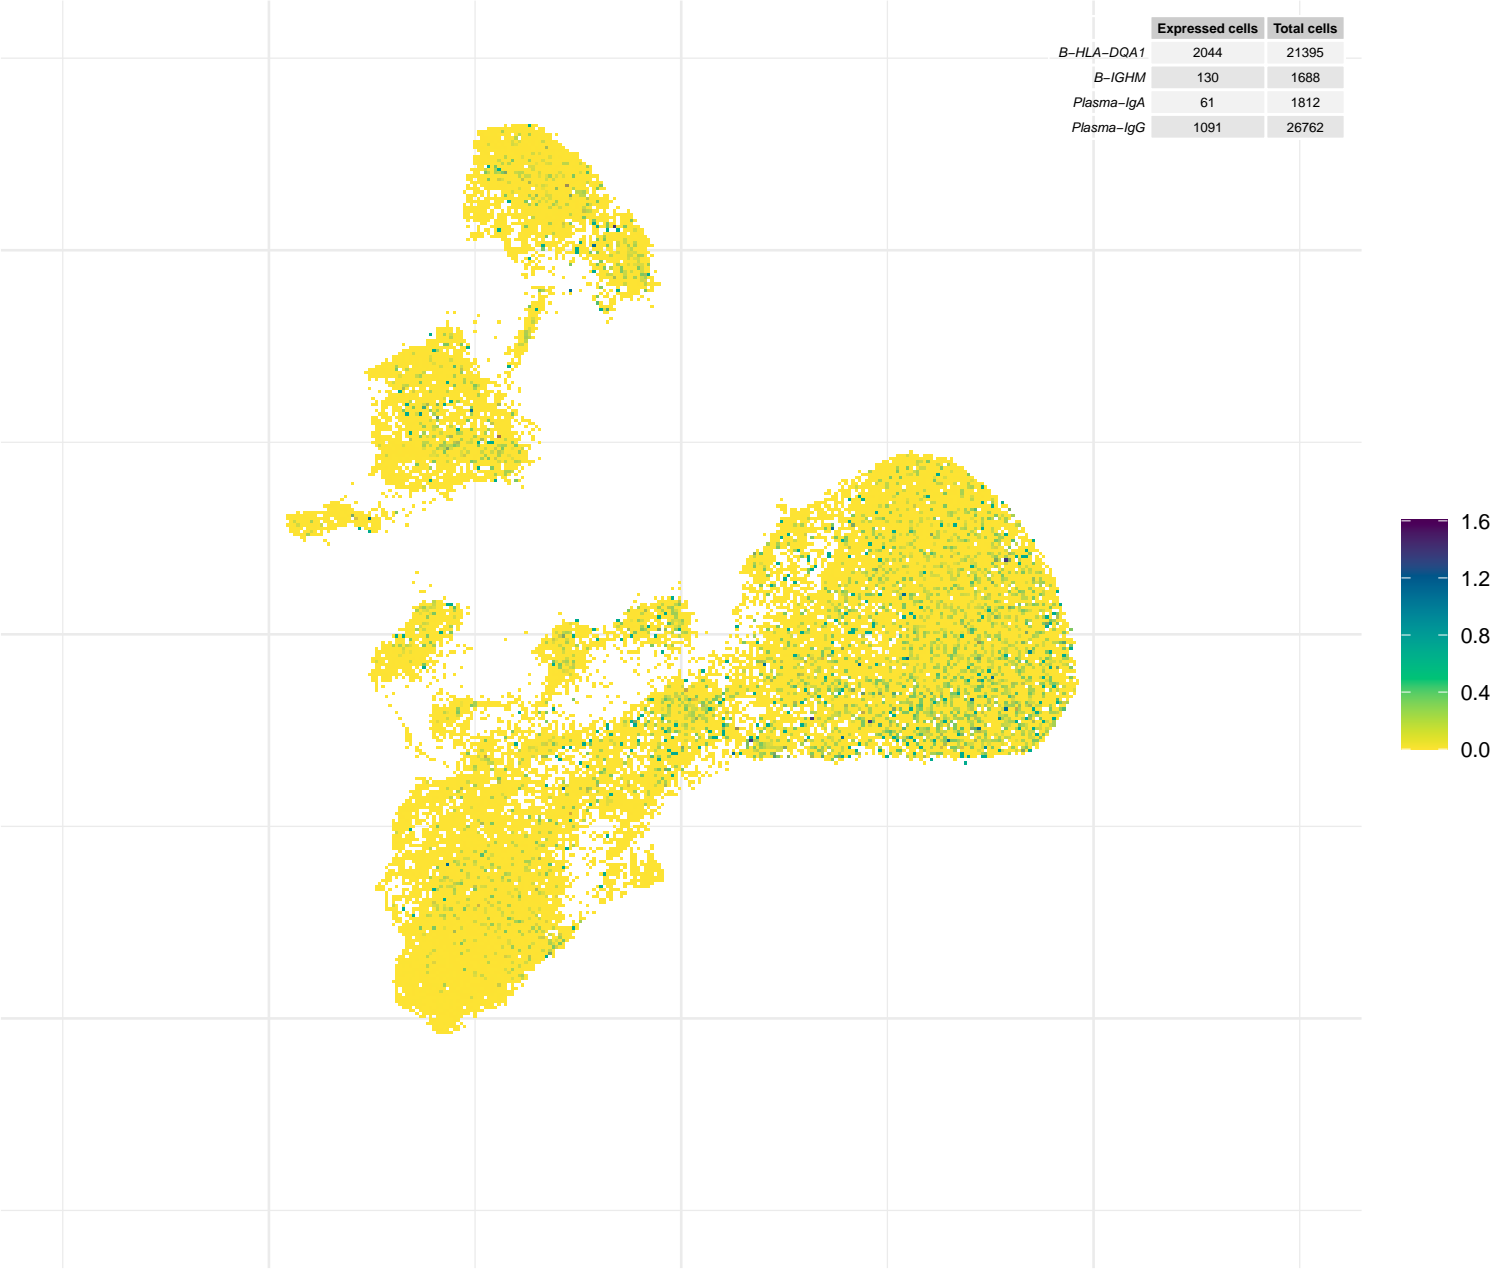 Expressed cells Total cells
B−HLA−DQA1 2044 21395
B−IGHM 130 1688
Plasma−IgA 61 1812
Plasma−IgG 1091 26762
1.6
1.2
0.8
0.4
0.0